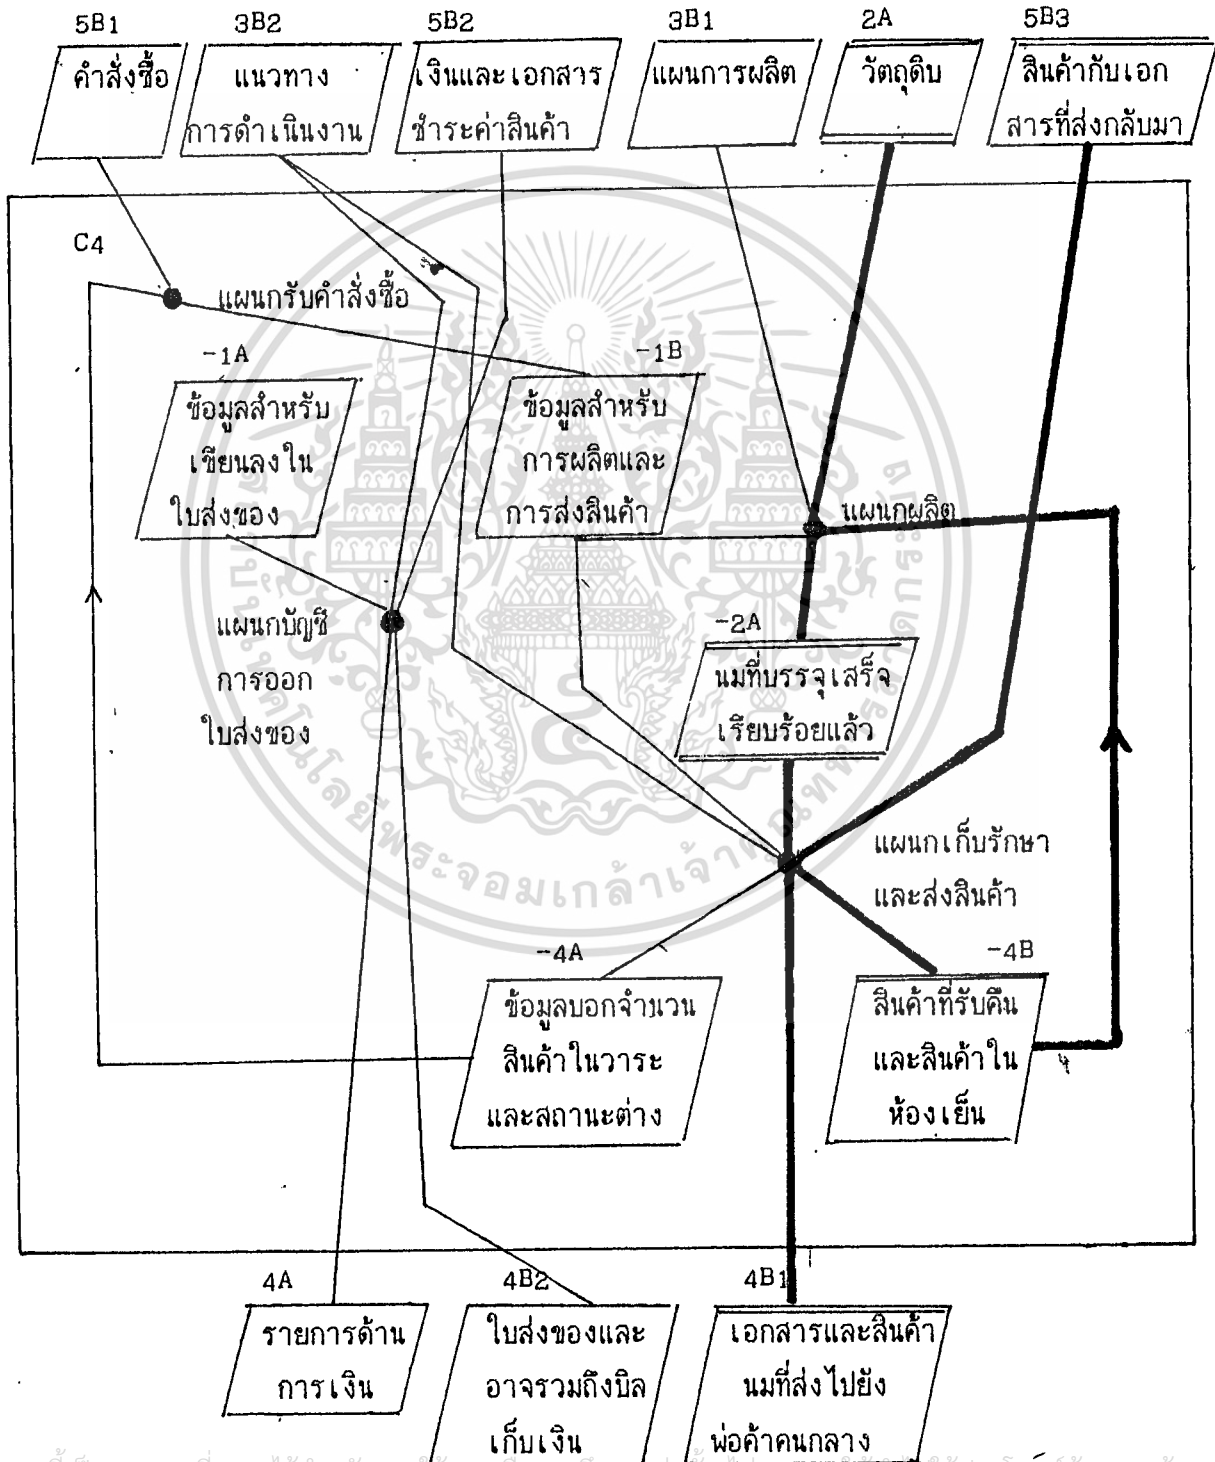 5B1
3B2
5B2
3B1
2A
5B3
คำสั่งซื้อ
แนวทาง
การดำเนินงาน
เงินและเอกสาร
ชำระค่าสินค้า
แผนการผลิต
วัตถุดิบ
สินค้ากับเอก
สารที่ส่งกลับมา
C4
แผนกรับคำสั่งซื้อ
-1A
ข้อมูลสำหรับ
เขียนลงใน
ใบส่งของ
-1B
ข้อมูลสำหรับ
การผลิตและ
การส่งสินค้า
แผนกผลิต
แผนกบัญชี
การออก
ใบส่งของ
-2A
นมที่บรรจุเสร็จ
เรียบร้อยแล้ว
แผนกเก็บรักษา
และส่งสินค้า
-4A
ข้อมูลบอกจำนวน
สินค้าในวาระ
และสถานะต่าง
-4B
สินค้าที่รับคืน
และสินค้าใน
ห้องเย็น
4A
รายการด้าน
การเงิน
4B2
ใบส่งของและ
อาจรวมถึงบิล
เก็บเงิน
4B1
เอกสารและสินค้า
นมที่ส่งไปยัง
พ่อค้าคนกลาง